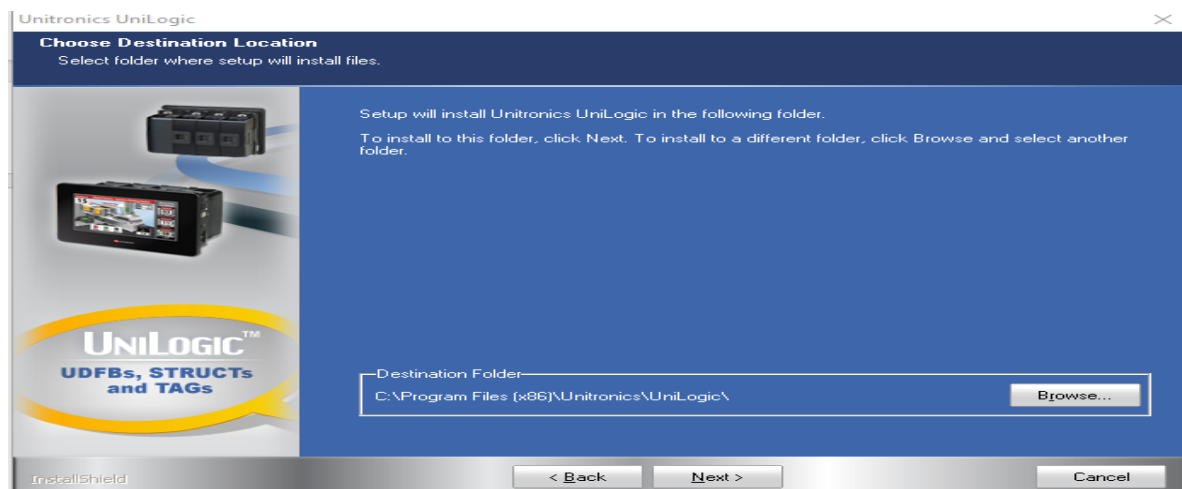 Unitronics UniLogic
Choose Destination Location
Select folder where setup will install files.
Setup will install Unitronics UniLogic in the following folder.
To install to this folder, click Next. To install to a different folder, click Browse and select another
folder.
UNILOGIC™
UDFBs, STRUCTs
and TAGs
Destination Folder
C:\Program Files (x86)\Unitronics\UniLogic\
Browse...
InstallShield
< Back
Next >
Cancel